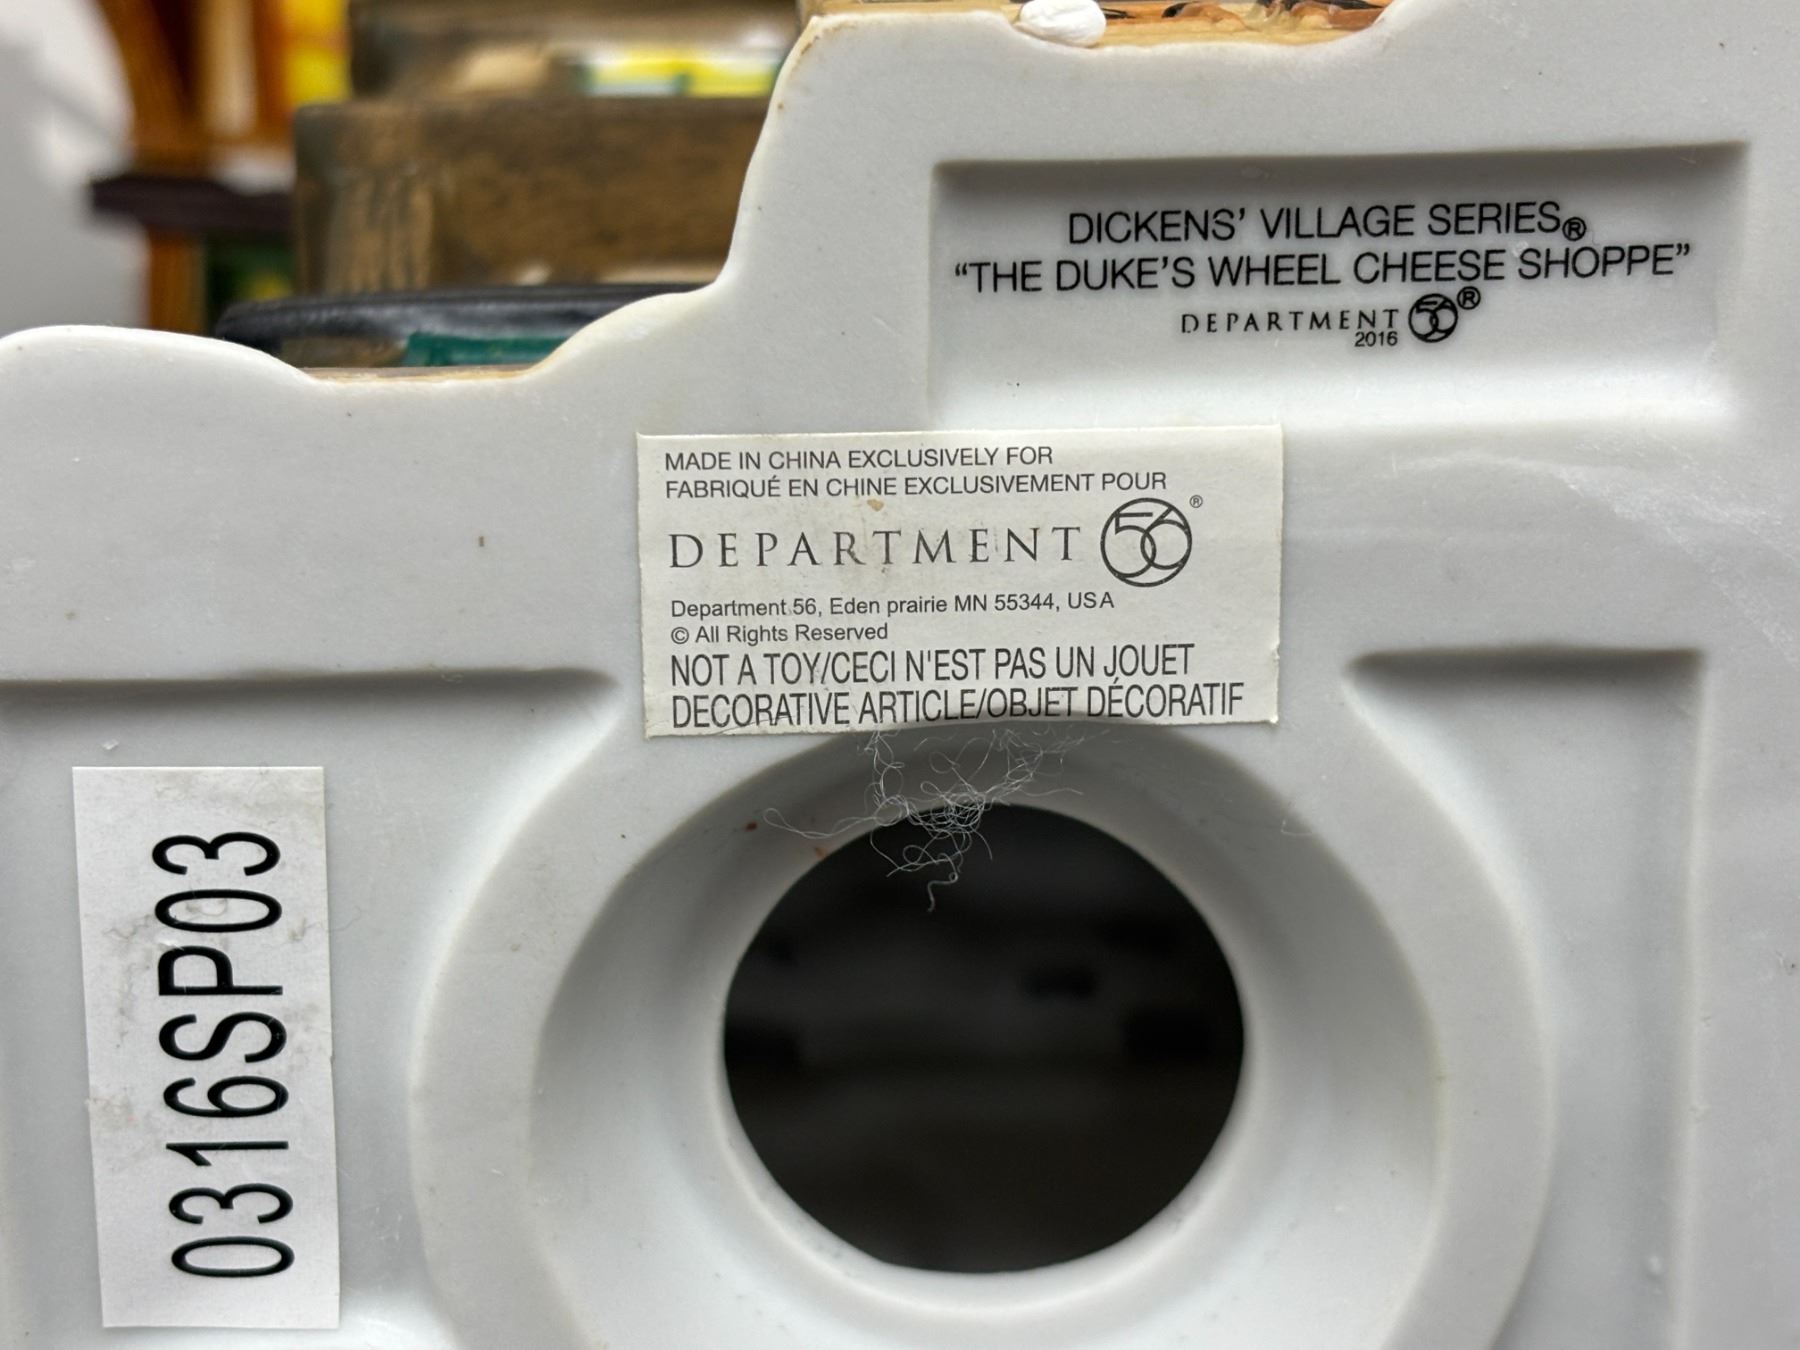 DICKENS' VILLAGE SERIES®
“THE DUKE'S WHEEL CHEESE SHOPPE”
DEPARTMENT 56®
2016
MADE IN CHINA EXCLUSIVELY FOR
FABRIQUÉ EN CHINE EXCLUSIVEMENT POUR
DEPARTMENT 56®
Department 56, Eden prairie MN 55344, USA
© All Rights Reserved
NOT A TOY/CECI N'EST PAS UN JOUET
DECORATIVE ARTICLE/OBJET DÉCORATIF
0316SP03